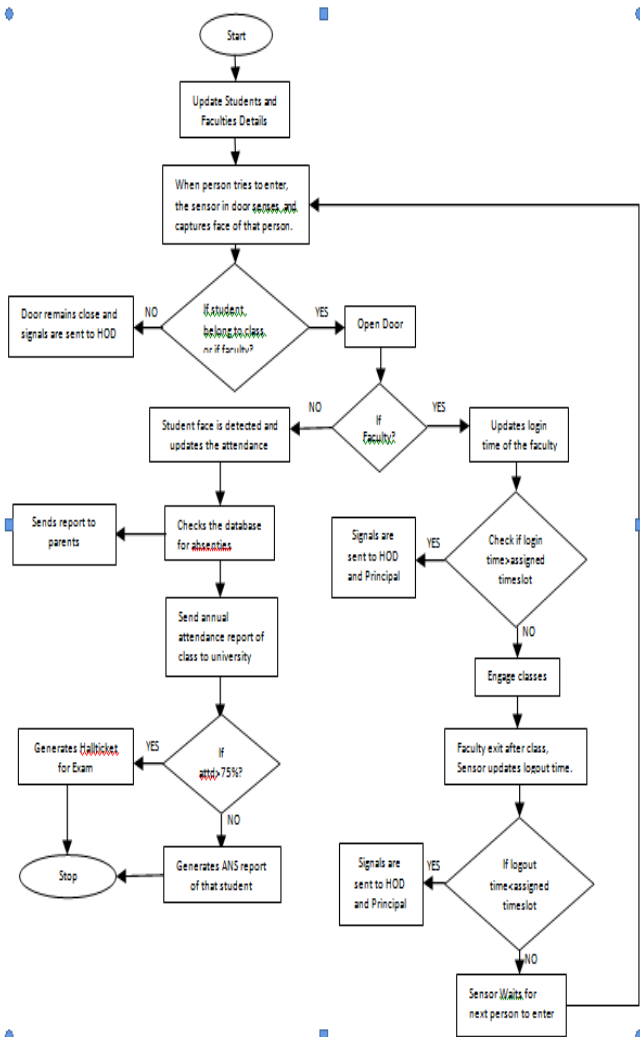 Start
Update Students and
Faculties Details
When person tries to enter,
the sensor in door senses and
captures face of that person.
If student
belong to class
or if faculty?
NO
Door remains close and
signals are sent to HOD
YES
Open Door
If
Faculty?
NO
Student face is detected and
updates the attendance
YES
Updates login
time of the faculty
Checks the database
for absenties
Sends report to
parents
Check if login
time>assigned
timeslot
YES
Signals are
sent to HOD
and Principal
NO
Send annual
attendance report of
class to university
Engage classes
Faculty exit after class,
Sensor updates logout time.
If
attd>75%?
YES
Generates Hallticket
for Exam
NO
Generates ANS report
of that student
Stop
If logout
time<assigned
timeslot
YES
Signals are
sent to HOD
and Principal
NO
Sensor Waits for
next person to enter